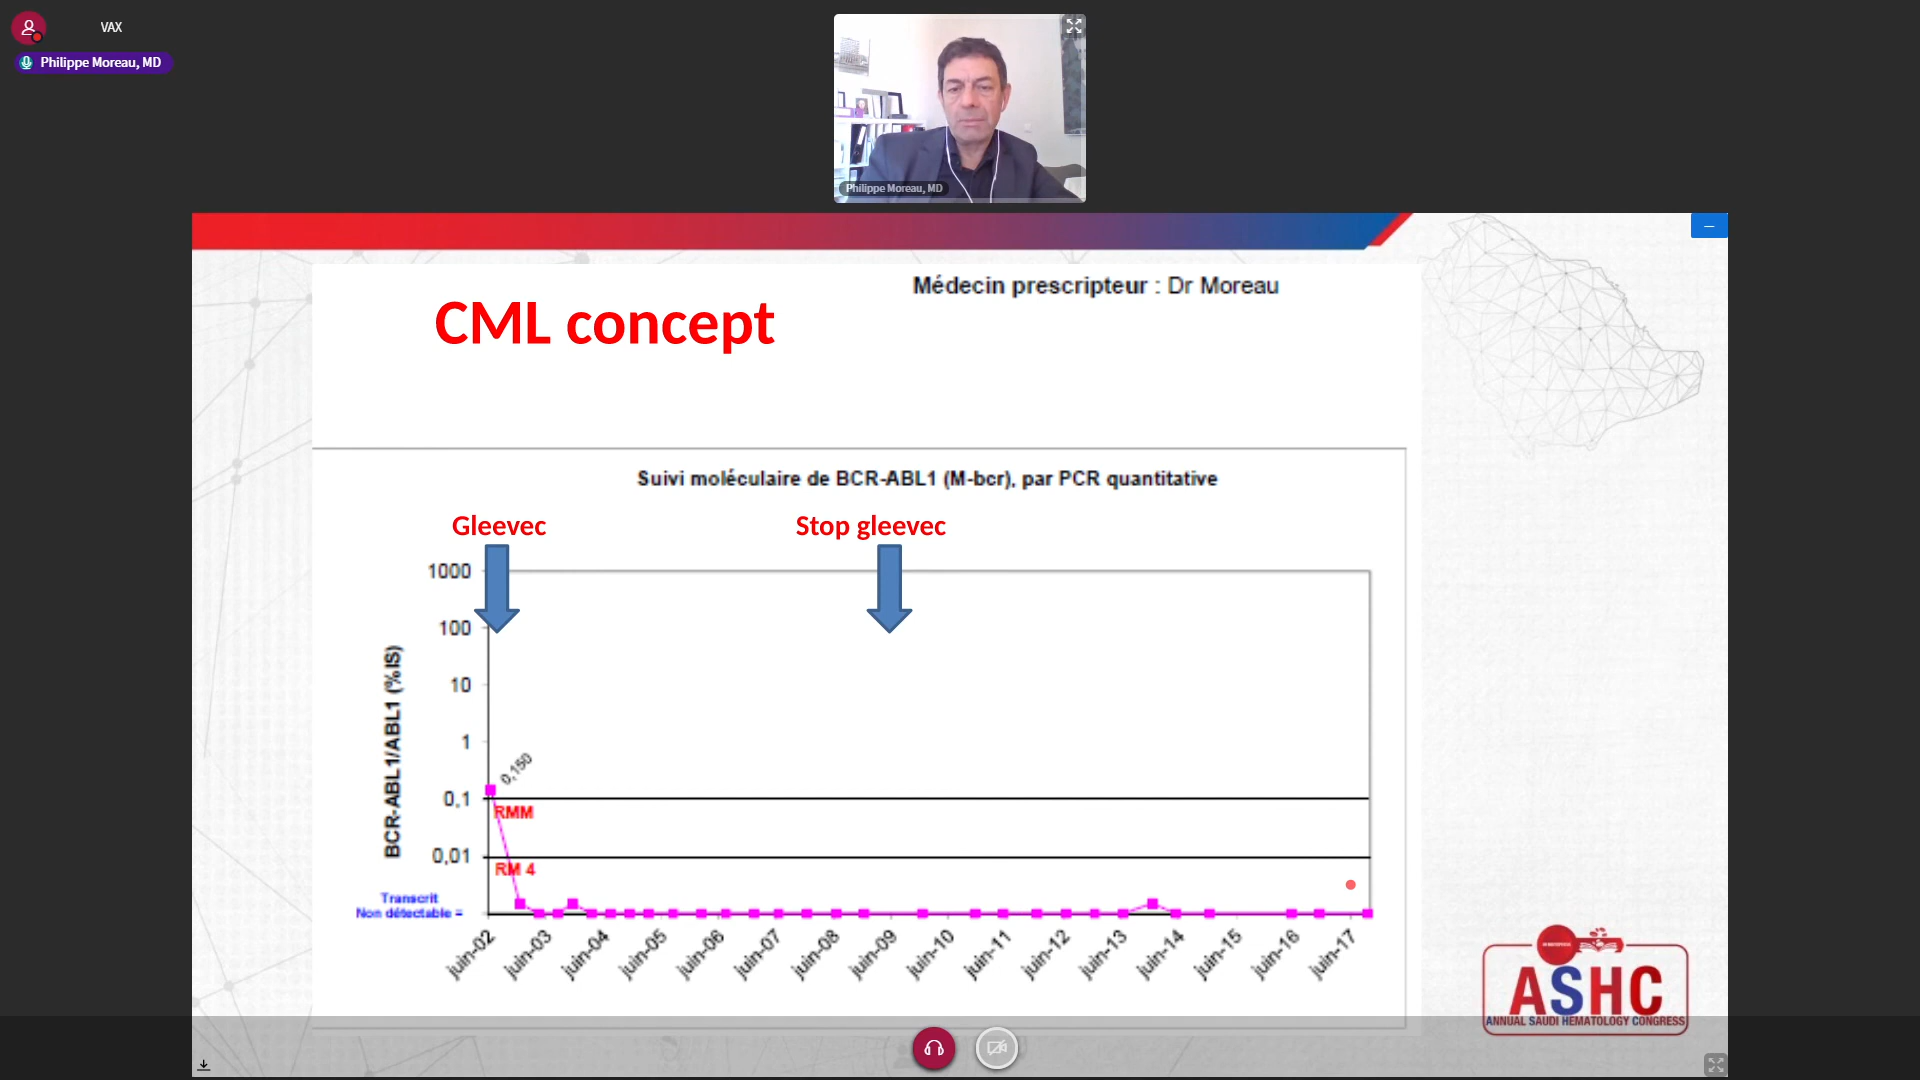 VAX
Philippe Moreau, MD
Philippe Moreau, MD
Médecin prescripteur : Dr Moreau
CML concept
Suivi moléculaire de BCR-ABL1 (M-bcr), par PCR quantitative
Gleevec
Stop gleevec
1000
100
10
1
0,1
0,01
BCR-ABL1/ABL1 (%IS)
0,150
RMM
RM 4
Transcrit
Non détectable =
juin-02
juin-03
juin-04
juin-05
juin-06
juin-07
juin-08
juin-09
juin-10
juin-11
juin-12
juin-13
juin-14
juin-15
juin-16
juin-17
ASHC
ANNUAL SAUDI HEMATOLOGY CONGRESS